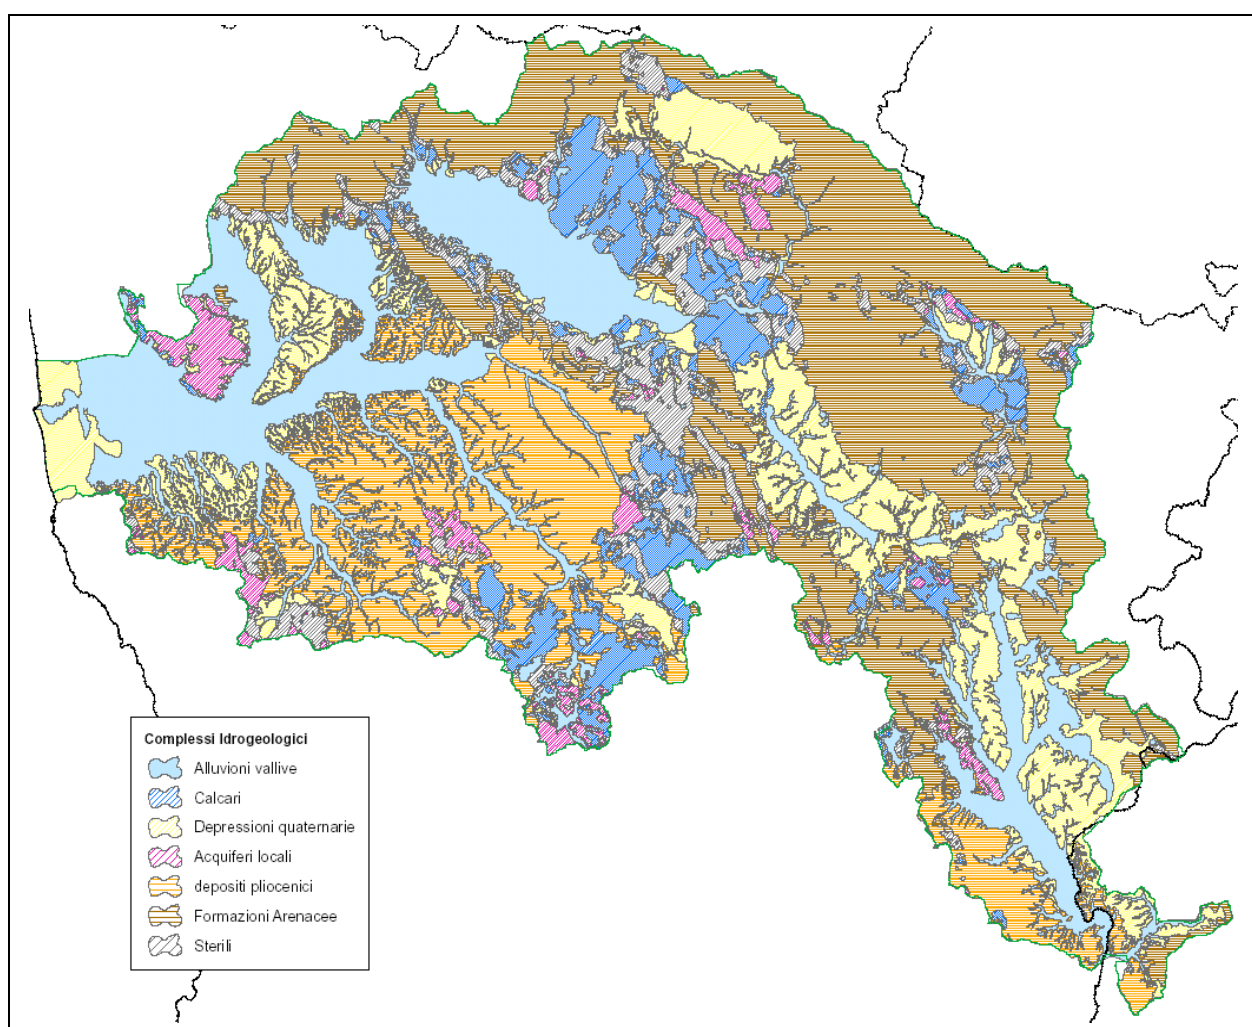 Complessi Idrogeologici
Alluvioni vallive
Calcari
Depressioni quaternarie
Acquiferi locali
depositi pliocenici
Formazioni Arenacee
Sterili